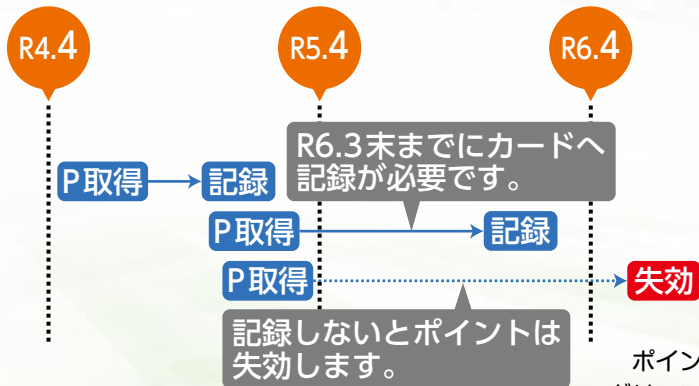 R4.4
R5.4
R6.4
R6.3末までにカードへ
記録が必要です。
P取得
記録
P取得
記録
P取得
失効
記録しないとポイントは
失効します。
ポイン